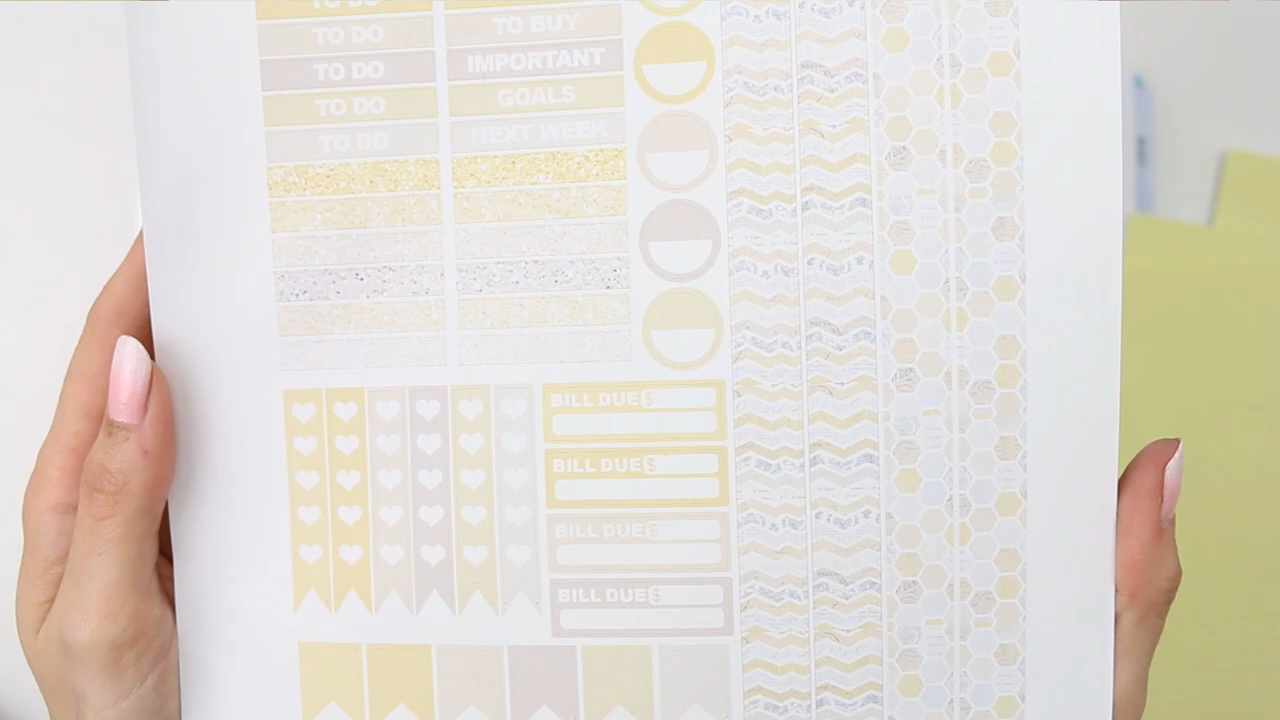 TO DO
TO DO
TO DO
TO DO
TO DO
TO BUY
IMPORTANT
GOALS
NEXT WEEK
BILL DUE $
BILL DUE $
BILL DUE $
BILL DUE $